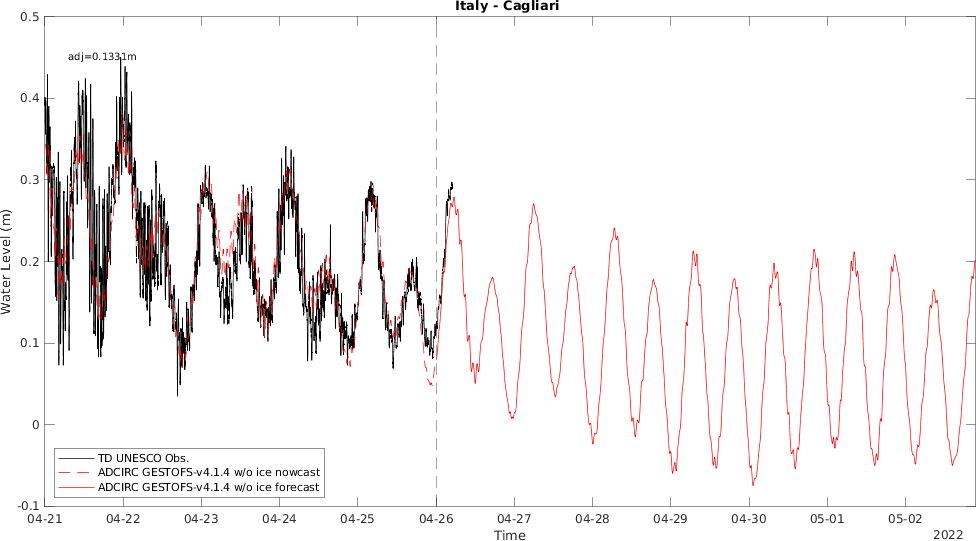 Italy - Cagliari
adj=0.1331m
Water Level (m)
0.5
0.4
0.3
0.2
0.1
0
-0.1
TD UNESCO Obs.
ADCIRC GESTOFS-v4.1.4 w/o ice nowcast
ADCIRC GESTOFS-v4.1.4 w/o ice forecast
04-21 04-22 04-23 04-24 04-25 04-26 04-27 04-28 04-29 04-30 05-01 05-02
Time
2022